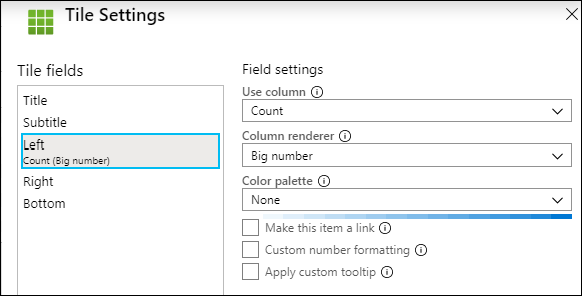 Tile Settings
Tile fields
Title
Subtitle
Left
Count (Big number)
Right
Bottom
Field settings
Use column
Count
Column renderer
Big number
Color palette
None
Make this item a link
Custom number formatting
Apply custom tooltip